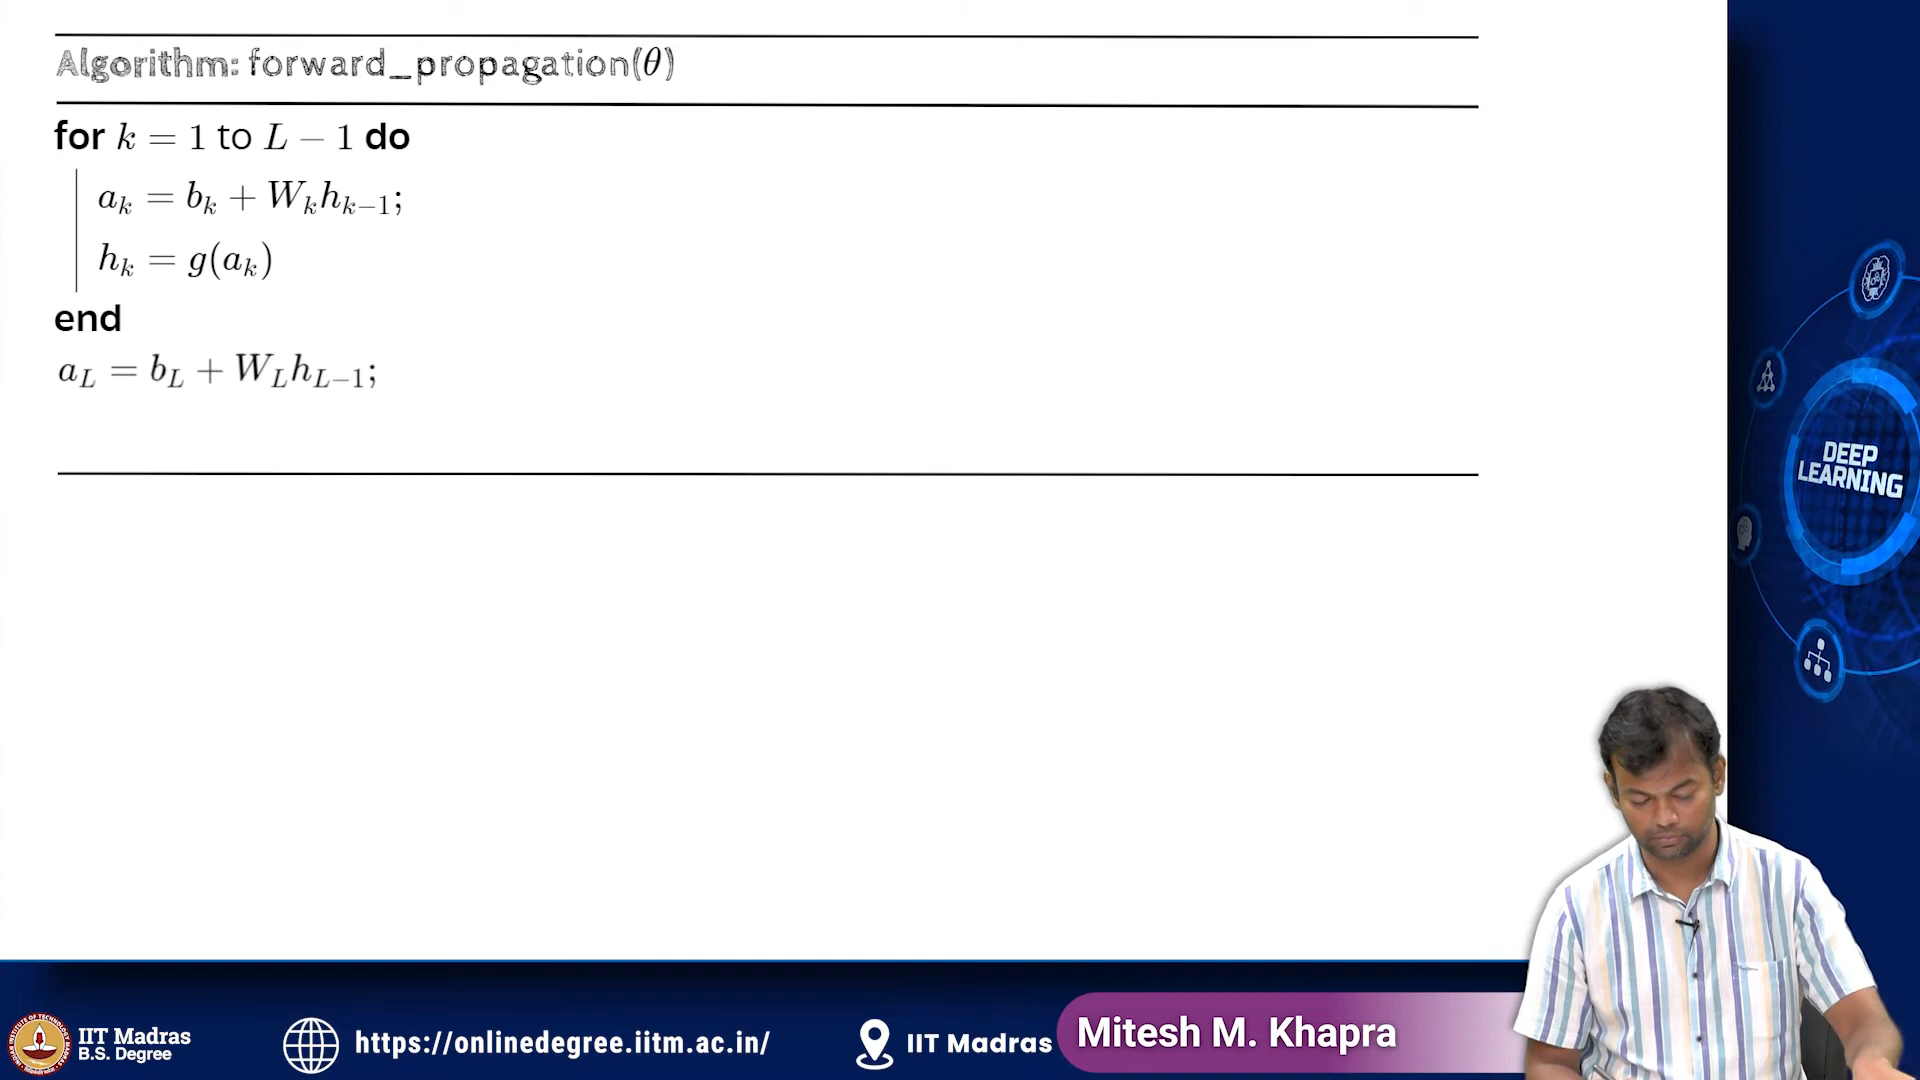 Algorithm: forward_propagation(θ)
for k = 1 to L − 1 do
a_k = b_k + W_k h_{k−1};
h_k = g(a_k)
end
a_L = b_L + W_L h_{L−1};
DEEP
LEARNING
IIT Madras
B.S. Degree
https://onlinedegree.iitm.ac.in/
IIT Madras
Mitesh M. Khapra